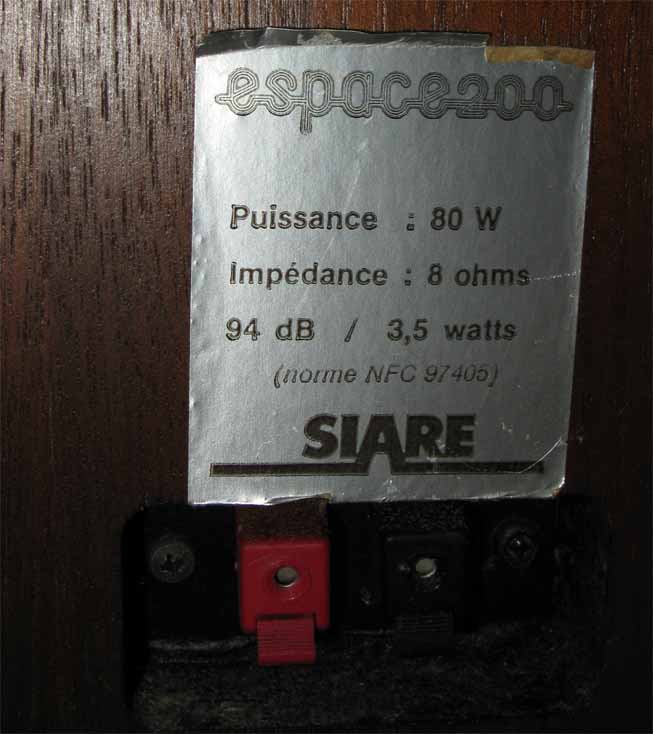 espace200
Puissance : 80 W
Impédance : 8 ohms
94 dB / 3,5 watts
(norme NFC 97405)
SIARE